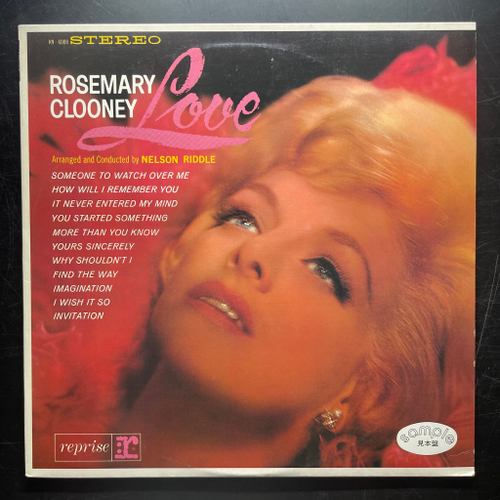 STEREO
ROSEMARY
CLOONEY
Love
Arranged and Conducted by NELSON RIDDLE
SOMEONE TO WATCH OVER ME
HOW WILL I REMEMBER YOU
IT NEVER ENTERED MY MIND
YOU STARTED SOMETHING
MORE THAN YOU KNOW
YOURS SINCERELY
WHY SHOULDN'T I
FIND THE WAY
IMAGINATION
I WISH IT SO
INVITATION
reprise r
sample
見本盤